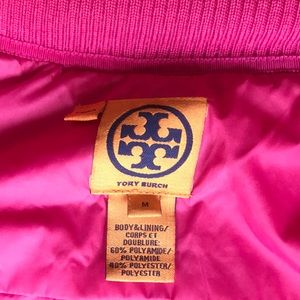 TORY BURCH
M
BODY&LINING/
CORPS ET
DOUBLURE:
60% POLYAMIDE/
POLYAMIDE
40% POLYESTER/
POLYESTER